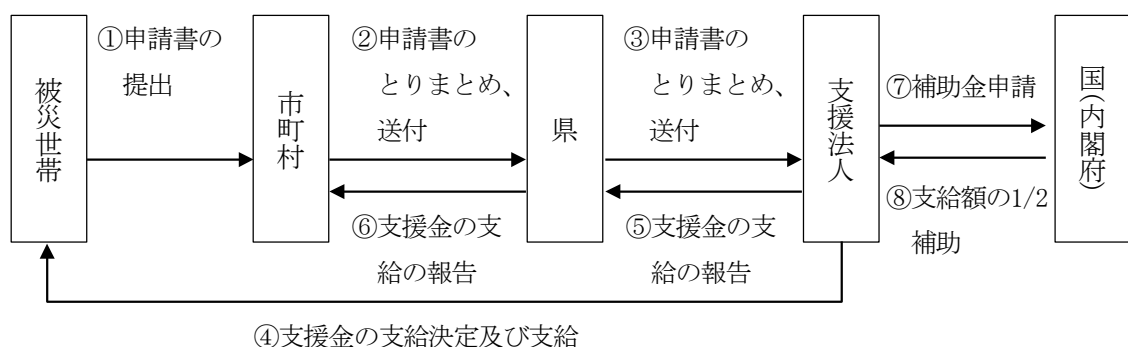 被災世帯
①申請書の
提出
市町村
②申請書の
とりまとめ、
送付
⑥支援金の支
給の報告
県
③申請書の
とりまとめ、
送付
⑤支援金の支
給の報告
支援法人
⑦補助金申請
⑧支給額の1/2
補助
国(内閣府)
④支援金の支給決定及び支給